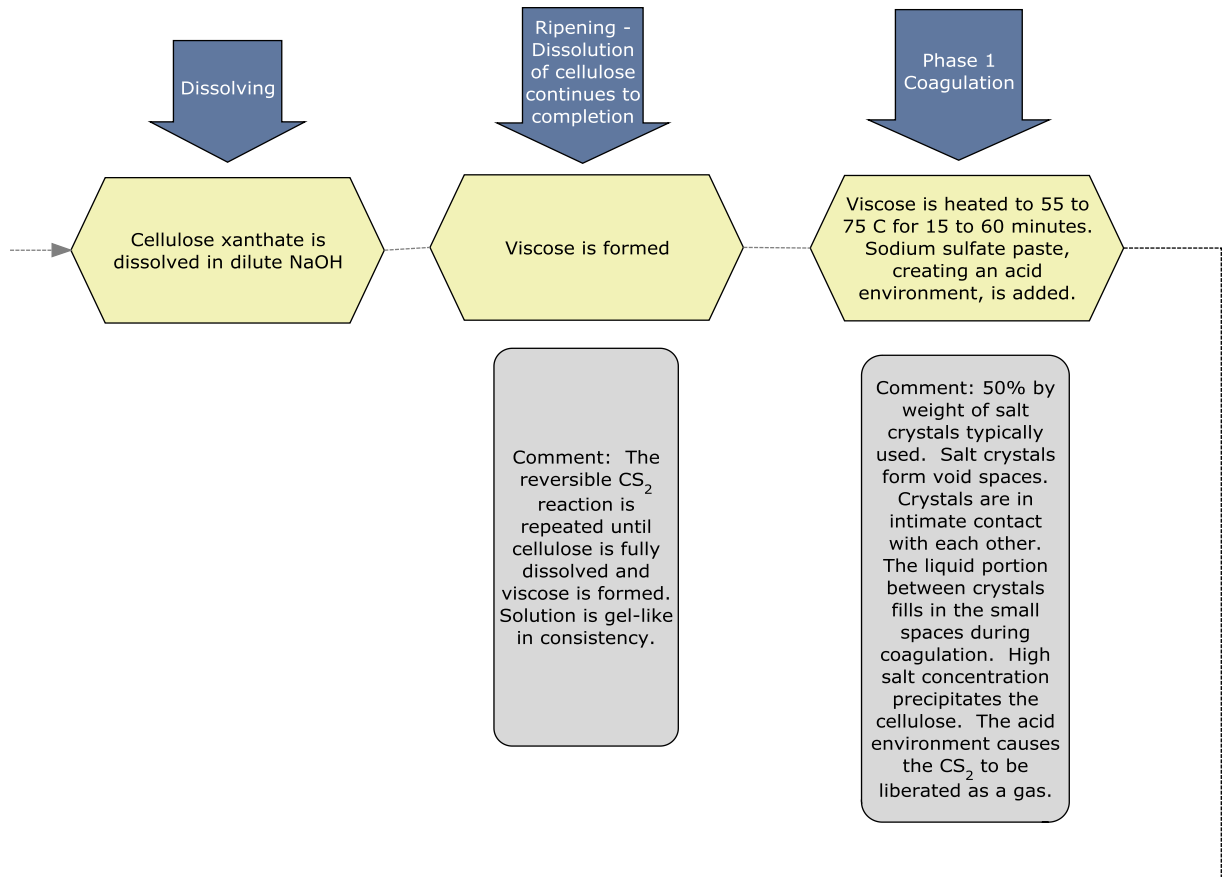 Dissolving
Ripening -
Dissolution
of cellulose
continues to
completion
Phase 1
Coagulation
Cellulose xanthate is
dissolved in dilute NaOH
Viscose is formed
Viscose is heated to 55 to
75 C for 15 to 60 minutes.
Sodium sulfate paste,
creating an acid
environment, is added.
Comment:  The
reversible CS2
reaction is
repeated until
cellulose is fully
dissolved and
viscose is formed.
Solution is gel-like
in consistency.
Comment: 50% by
weight of salt
crystals typically
used.  Salt crystals
form void spaces.
Crystals are in
intimate contact
with each other.
The liquid portion
between crystals
fills in the small
spaces during
coagulation.  High
salt concentration
precipitates the
cellulose.  The acid
environment causes
the CS2 to be
liberated as a gas.